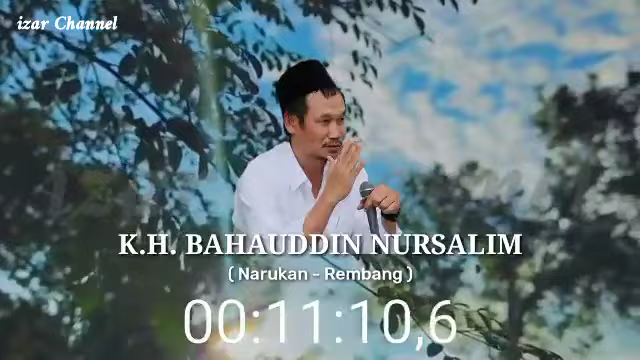 izar Channel
K.H. BAHAUDDIN NURSALIM
( Narukan - Rembang )
00:11:10,6